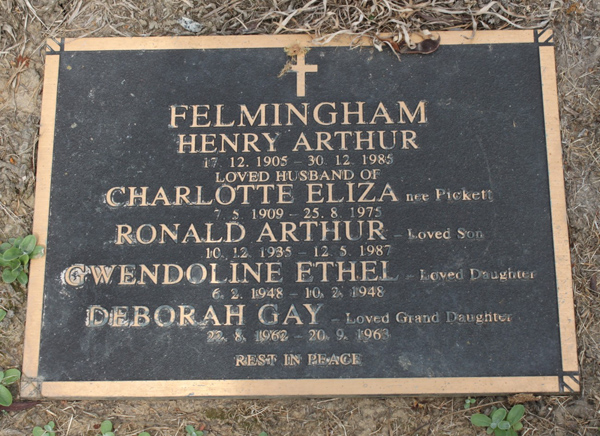 FELMINGHAM
HENRY ARTHUR
17. 12. 1905 - 30. 12. 1985
LOVED HUSBAND OF
CHARLOTTE ELIZA nee Pickett
7. 5. 1909 - 25. 8. 1975
RONALD ARTHUR - Loved Son
10. 12. 1935 - 12. 5. 1987
GWENDOLINE ETHEL - Loved Daughter
6. 2. 1948 - 10. 2. 1948
DEBORAH GAY - Loved Grand Daughter
22. 8. 1962 - 20. 9. 1963
REST IN PEACE